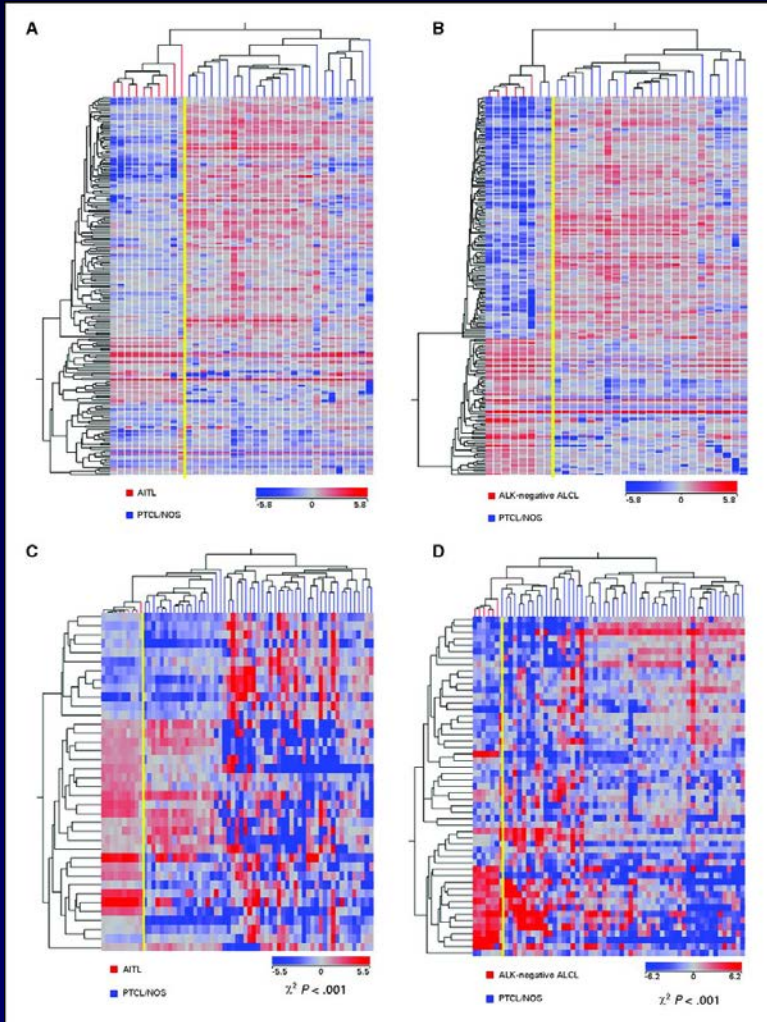 A
B
AITL
PTCL/NOS
-5.8 0 5.8
ALK-negative ALCL
PTCL/NOS
-5.8 0 5.8
C
D
AITL
PTCL/NOS
-5.5 0 5.5
χ² P < .001
ALK-negative ALCL
PTCL/NOS
-6.2 0 6.2
χ² P < .001